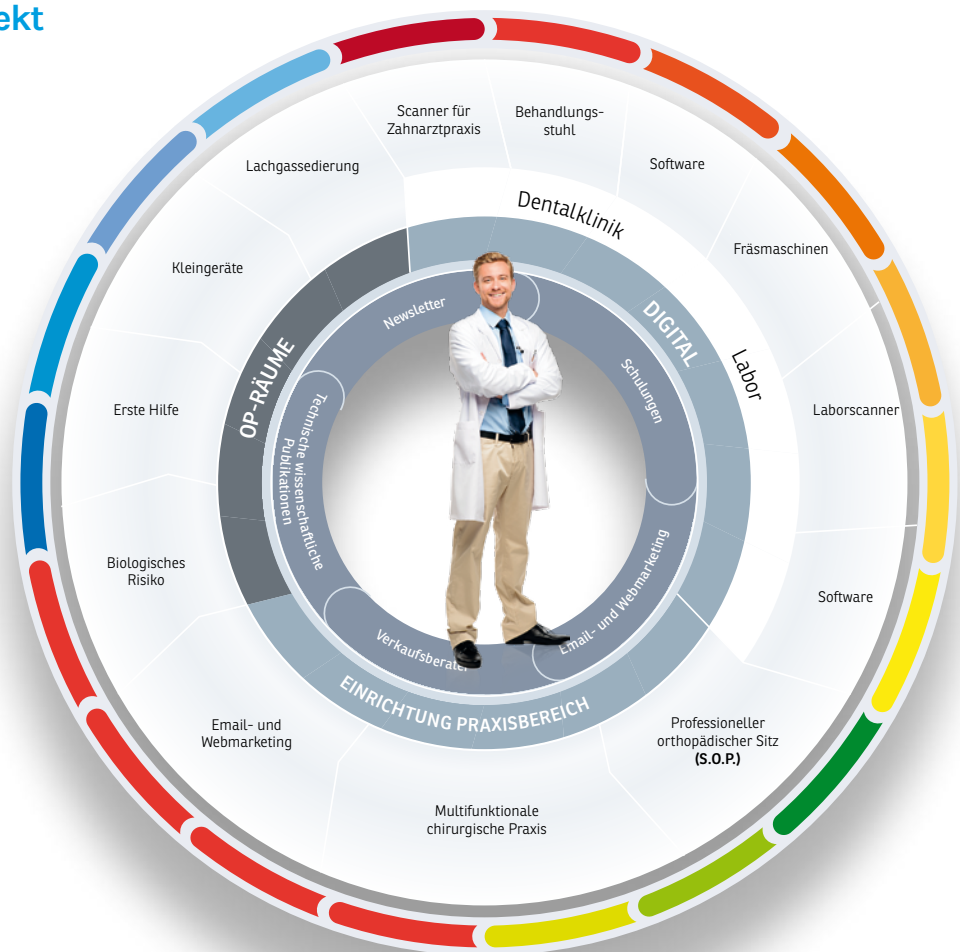 ekt
Scanner für
Zahnarztpraxis
Behandlungs-
stuhl
Software
Lachgassedierung
Dentalklinik
Fräsmaschinen
Kleingeräte
Newsletter
DIGITAL
OP-RÄUME
Schulungen
Labor
Erste Hilfe
Laborscanner
Technische wissenschaftliche
Publikationen
Biologisches
Risiko
Email- und Webmarketing
Software
Verkaufsberater
EINRICHTUNG PRAXISBEREICH
Email- und
Webmarketing
Professioneller
orthopädischer Sitz
(S.O.P.)
Multifunktionale
chirurgische Praxis